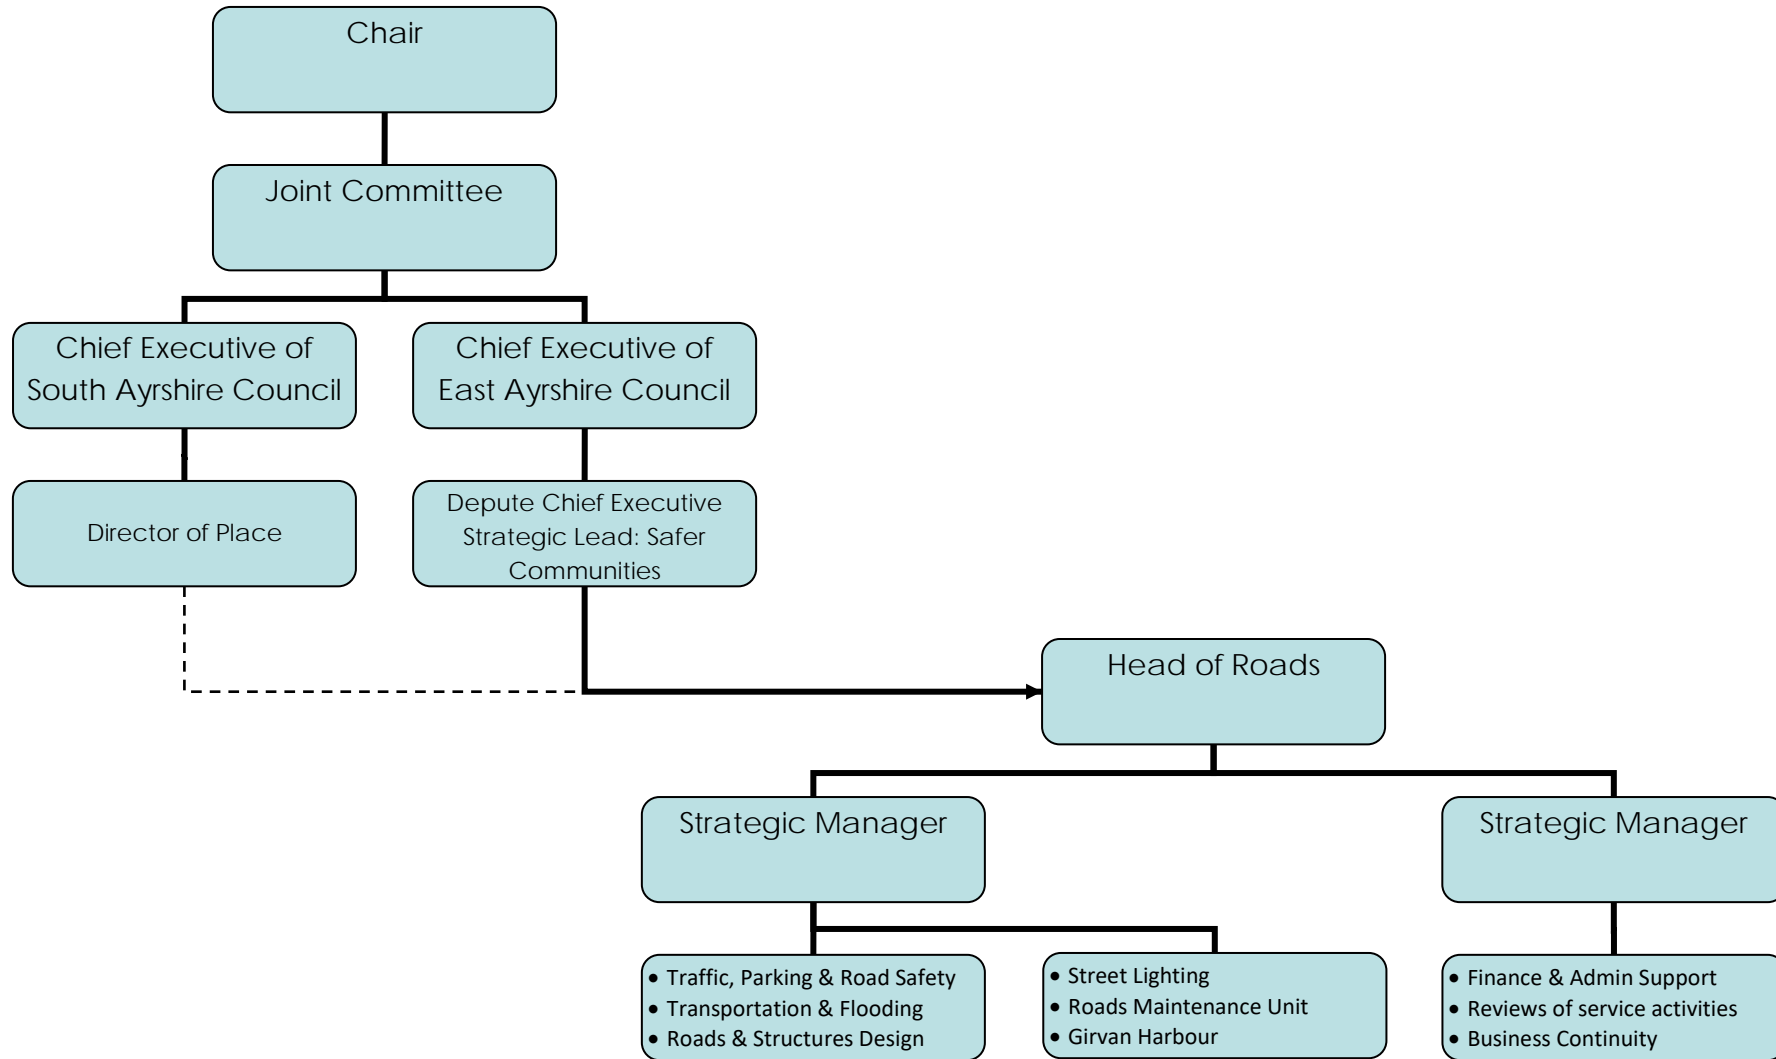 Chair
Joint Committee
Chief Executive of
South Ayrshire Council
Chief Executive of
East Ayrshire Council
Director of Place
Depute Chief Executive
Strategic Lead: Safer
Communities
Head of Roads
Strategic Manager
Strategic Manager
• Traffic, Parking & Road Safety
• Transportation & Flooding
• Roads & Structures Design
• Street Lighting
• Roads Maintenance Unit
• Girvan Harbour
• Finance & Admin Support
• Reviews of service activities
• Business Continuity